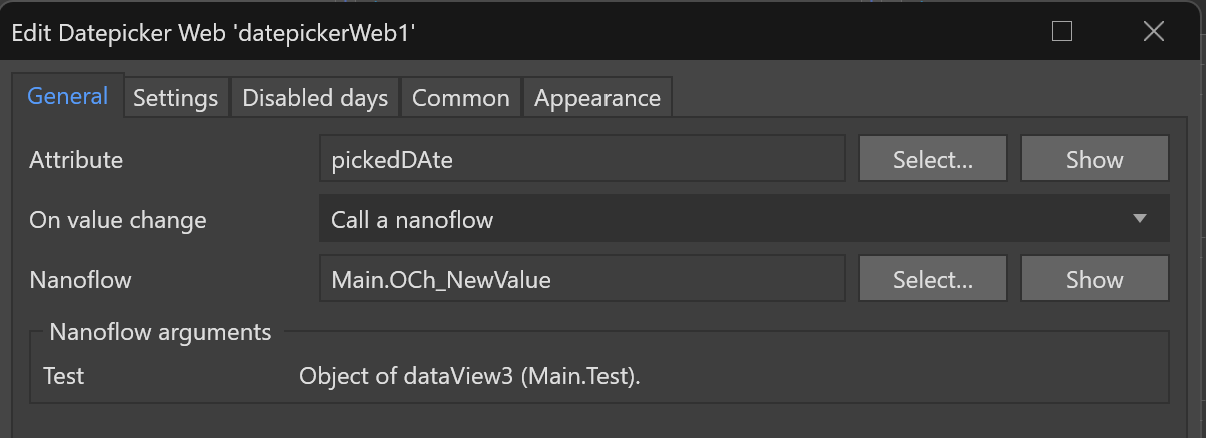 Edit Datepicker Web 'datepickerWeb1'
General Settings Disabled days Common Appearance
Attribute pickedDAte Select... Show
On value change Call a nanoflow
Nanoflow Main.OCh_NewValue Select... Show
Nanoflow arguments
Test Object of dataView3 (Main.Test).